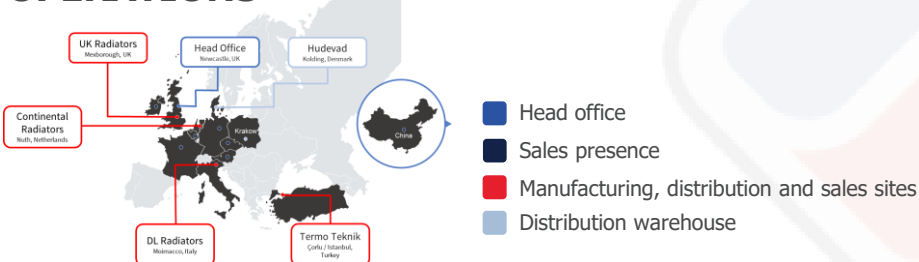 UK Radiators
Mexborough, UK
Head Office
Newcastle, UK
Hudevad
Kolding, Denmark
Continental
Radiators
Nuth, Netherlands
Krakow
China
DL Radiators
Moimacco, Italy
Termo Teknik
Çorlu / Istanbul,
Turkey
Head office
Sales presence
Manufacturing, distribution and sales sites
Distribution warehouse